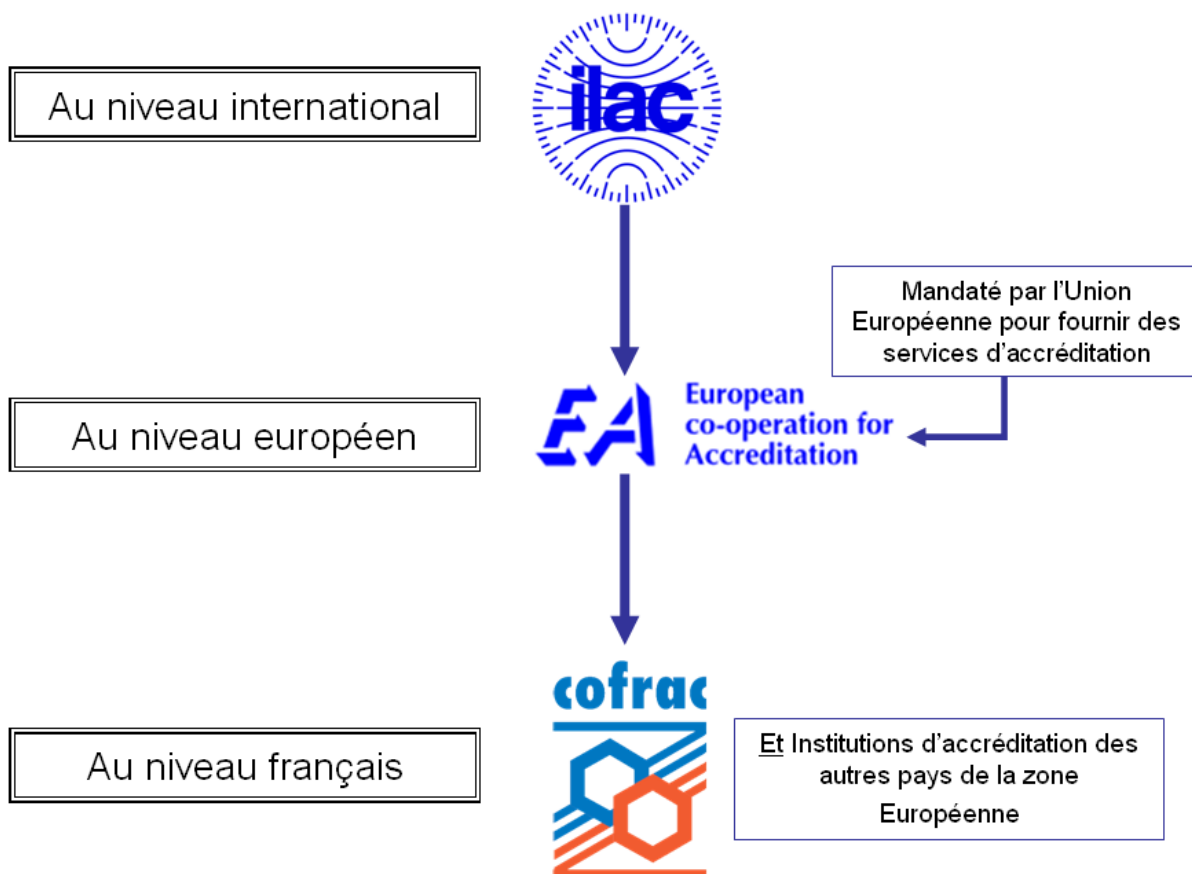 Au niveau international
ilac
Mandaté par l'Union
Européenne pour fournir des
services d'accréditation
Au niveau européen
EA
European
co-operation for
Accreditation
cofrac
Au niveau français
Et Institutions d'accréditation des
autres pays de la zone
Européenne